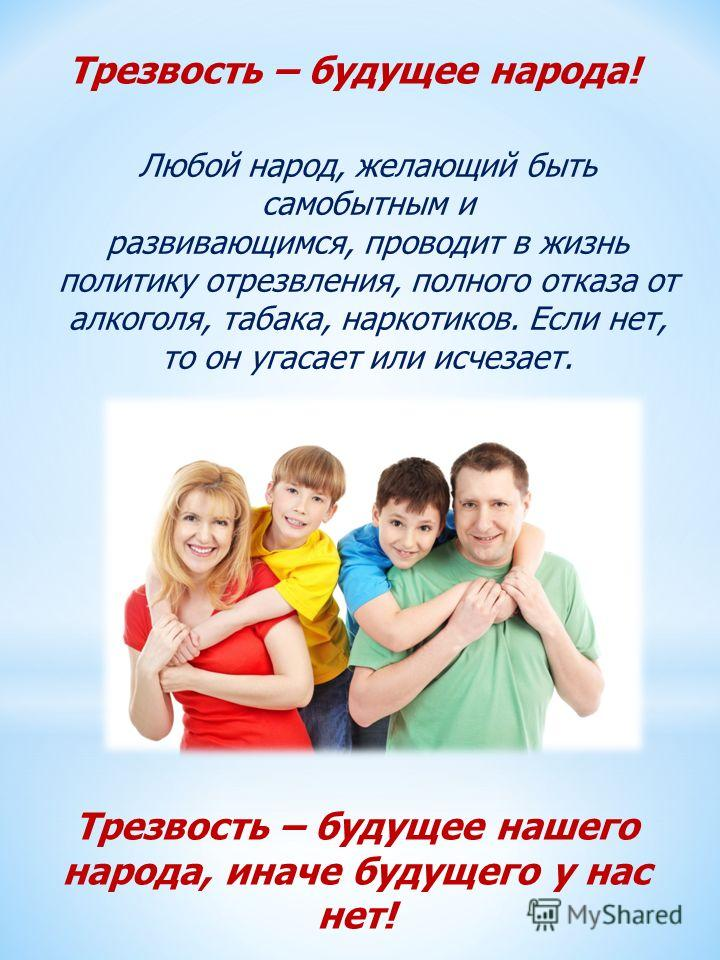 Трезвость – будущее народа!
Любой народ, желающий быть
самобытным и
развивающимся, проводит в жизнь
политику отрезвления, полного отказа от
алкоголя, табака, наркотиков. Если нет,
то он угасает или исчезает.
Трезвость – будущее нашего
народа, иначе будущего у нас
нет!
MyShared